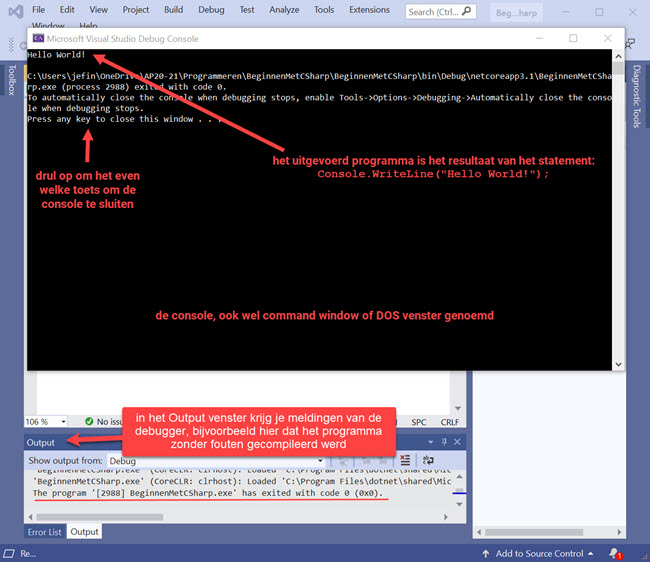 File Edit View Project Build Debug Test Analyze Tools Extensions Search (Ctrl... Beg...harp
Window Help
Microsoft Visual Studio Debug Console
Hello World!
C:\Users\jefin\OneDrive\AP20-21\Programmeren\BeginnenMetCSharp\BeginnenMetCSharp\bin\Debug\netcoreapp3.1\BeginnenMetCSha
rp.exe (process 2988) exited with code 0.
To automatically close the console when debugging stops, enable Tools->Options->Debugging->Automatically close the conso
le when debugging stops.
Press any key to close this window . . .
Toolbox
Diagnostic Tools
het uitgevoerd programma is het resultaat van het statement:
Console.WriteLine("Hello World!");
drul op om het even
welke toets om de
console te sluiten
de console, ook wel command window of DOS venster genoemd
106 % No issu SPC CRLF
in het Output venster krijg je meldingen van de
debugger, bijvoorbeeld hier dat het programma
zonder fouten gecompileerd werd
Output
Show output from: Debug
'BeginnenMetCSharp.exe' (CoreCLR: clrhost): Loaded 'C:\Program Files\dotnet\shared\Mic
'BeginnenMetCSharp.exe' (CoreCLR: clrhost): Loaded 'C:\Program Files\dotnet\shared\Mic
The program '[2988] BeginnenMetCSharp.exe' has exited with code 0 (0x0).
Error List Output
Re... Add to Source Control 1